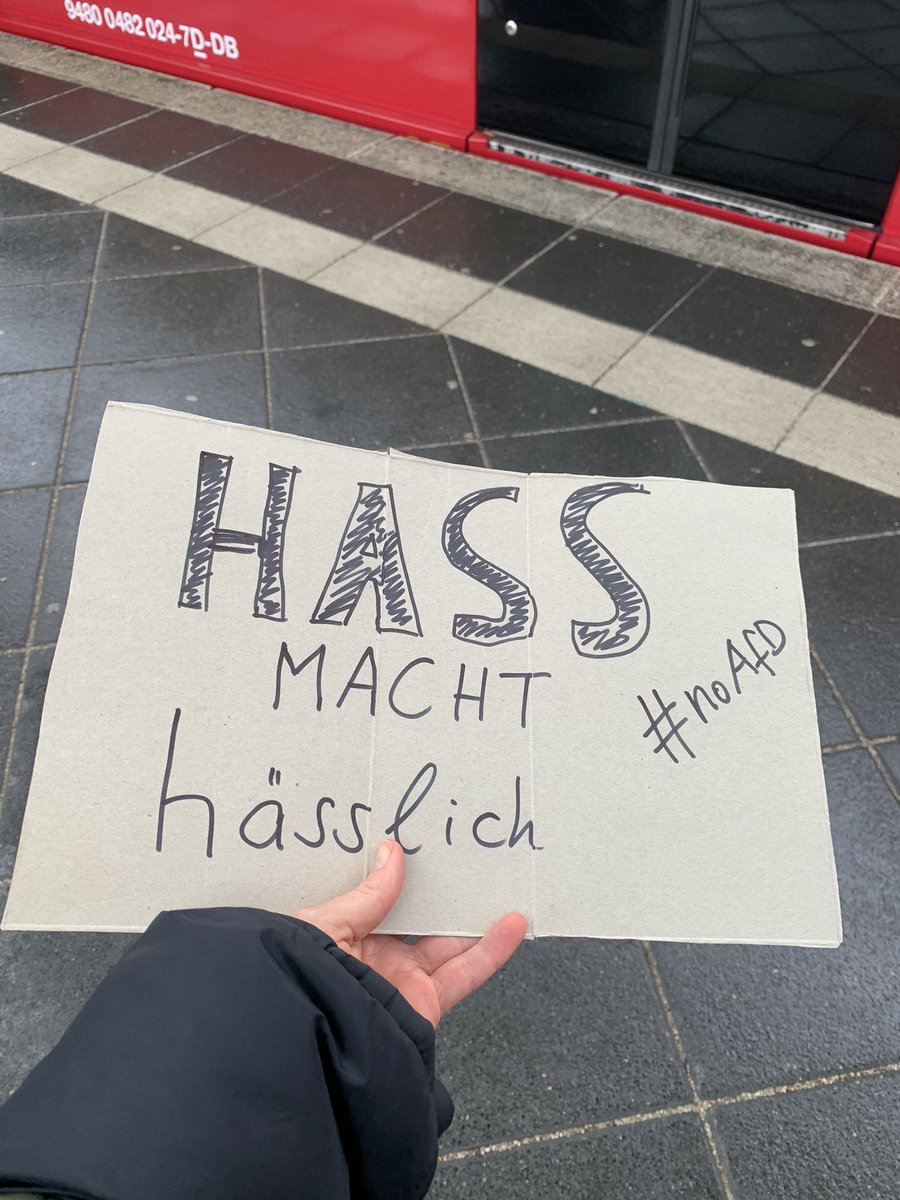 9480 0482 024-7D-DB
HASS
MACHT
hässlich
#noAfD